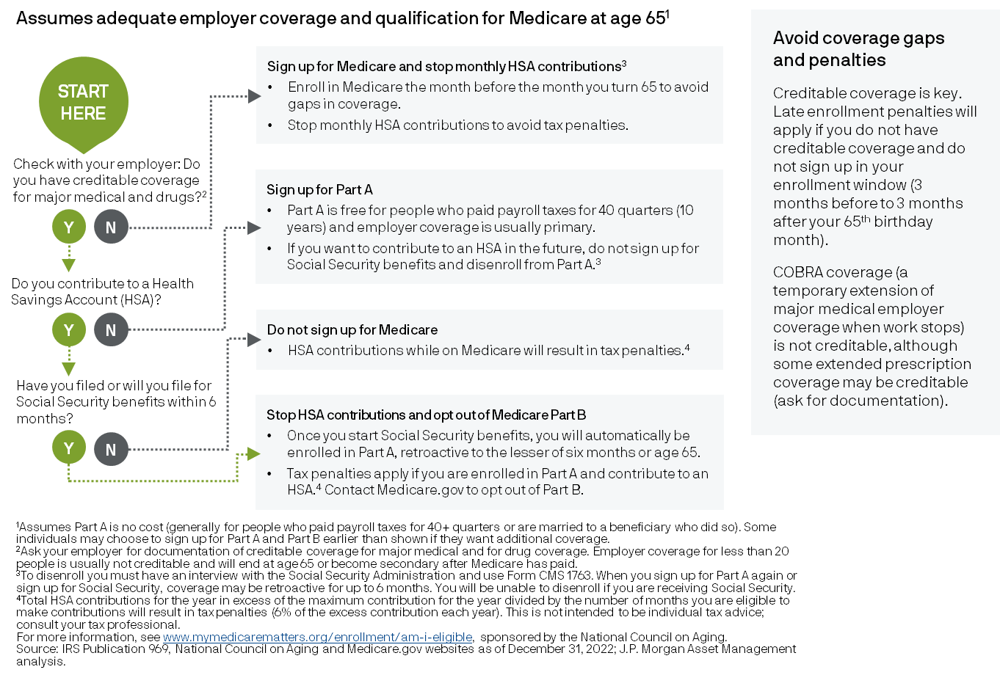 Assumes adequate employer coverage and qualification for Medicare at age 65¹
START
HERE
Check with your employer: Do
you have creditable coverage
for major medical and drugs?²
Y
N
Do you contribute to a Health
Savings Account (HSA)?
Y
N
Have you filed or will you file for
Social Security benefits within 6
months?
Y
N
Sign up for Medicare and stop monthly HSA contributions³
• Enroll in Medicare the month before the month you turn 65 to avoid
gaps in coverage.
• Stop monthly HSA contributions to avoid tax penalties.
Sign up for Part A
• Part A is free for people who paid payroll taxes for 40 quarters (10
years) and employer coverage is usually primary.
• If you want to contribute to an HSA in the future, do not sign up for
Social Security benefits and disenroll from Part A.³
Do not sign up for Medicare
• HSA contributions while on Medicare will result in tax penalties.⁴
Stop HSA contributions and opt out of Medicare Part B
• Once you start Social Security benefits, you will automatically be
enrolled in Part A, retroactive to the lesser of six months or age 65.
• Tax penalties apply if you are enrolled in Part A and contribute to an
HSA.⁴ Contact Medicare.gov to opt out of Part B.
Avoid coverage gaps
and penalties
Creditable coverage is key.
Late enrollment penalties will
apply if you do not have
creditable coverage and do
not sign up in your
enrollment window (3
months before to 3 months
after your 65th birthday
month).
COBRA coverage (a
temporary extension of
major medical employer
coverage when work stops)
is not creditable, although
some extended prescription
coverage may be creditable
(ask for documentation).
¹Assumes Part A is no cost (generally for people who paid payroll taxes for 40+ quarters or are married to a beneficiary who did so). Some
individuals may choose to sign up for Part A and Part B earlier than shown if they want additional coverage.
²Ask your employer for documentation of creditable coverage for major medical and for drug coverage. Employer coverage for less than 20
people is usually not creditable and will end at age 65 or become secondary after Medicare has paid.
³To disenroll you must have an interview with the Social Security Administration and use Form CMS 1763. When you sign up for Part A again or
sign up for Social Security, coverage may be retroactive for up to 6 months. You will be unable to disenroll if you are receiving Social Security.
⁴Total HSA contributions for the year in excess of the maximum contribution for the year divided by the number of months you are eligible to
make contributions will result in tax penalties (6% of the excess contribution each year). This is not intended to be individual tax advice;
consult your tax professional.
For more information, see www.mymedicarematters.org/enrollment/am-i-eligible, sponsored by the National Council on Aging.
Source: IRS Publication 969, National Council on Aging and Medicare.gov websites as of December 31, 2022; J.P. Morgan Asset Management
analysis.